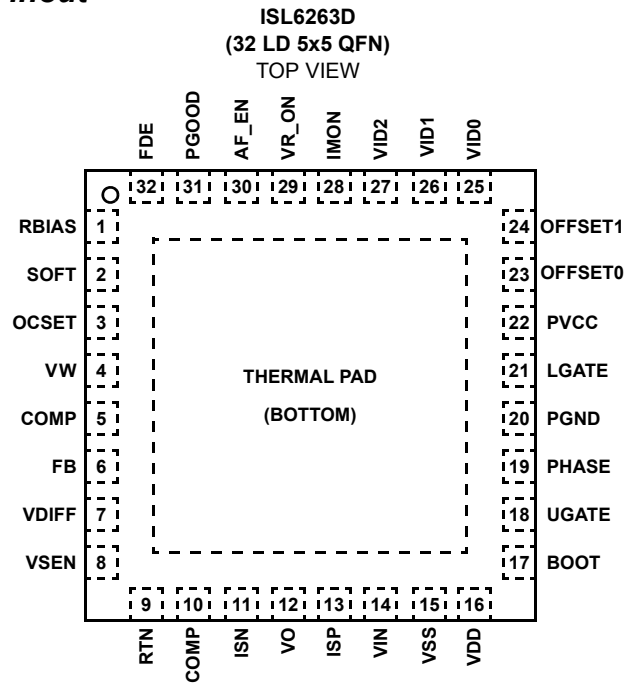 ISL6263D
(32 LD 5x5 QFN)
TOP VIEW
FDE
PGOOD
AF_EN
VR_ON
IMON
VID2
VID1
VID0
32 31 30 29 28 27 26 25
RBIAS 1
SOFT 2
OCSET 3
VW 4
COMP 5
FB 6
VDIFF 7
VSEN 8
THERMAL PAD
(BOTTOM)
24 OFFSET1
23 OFFSET0
22 PVCC
21 LGATE
20 PGND
19 PHASE
18 UGATE
17 BOOT
9 10 11 12 13 14 15 16
RTN
COMP
ISN
VO
ISP
VIN
VSS
VDD